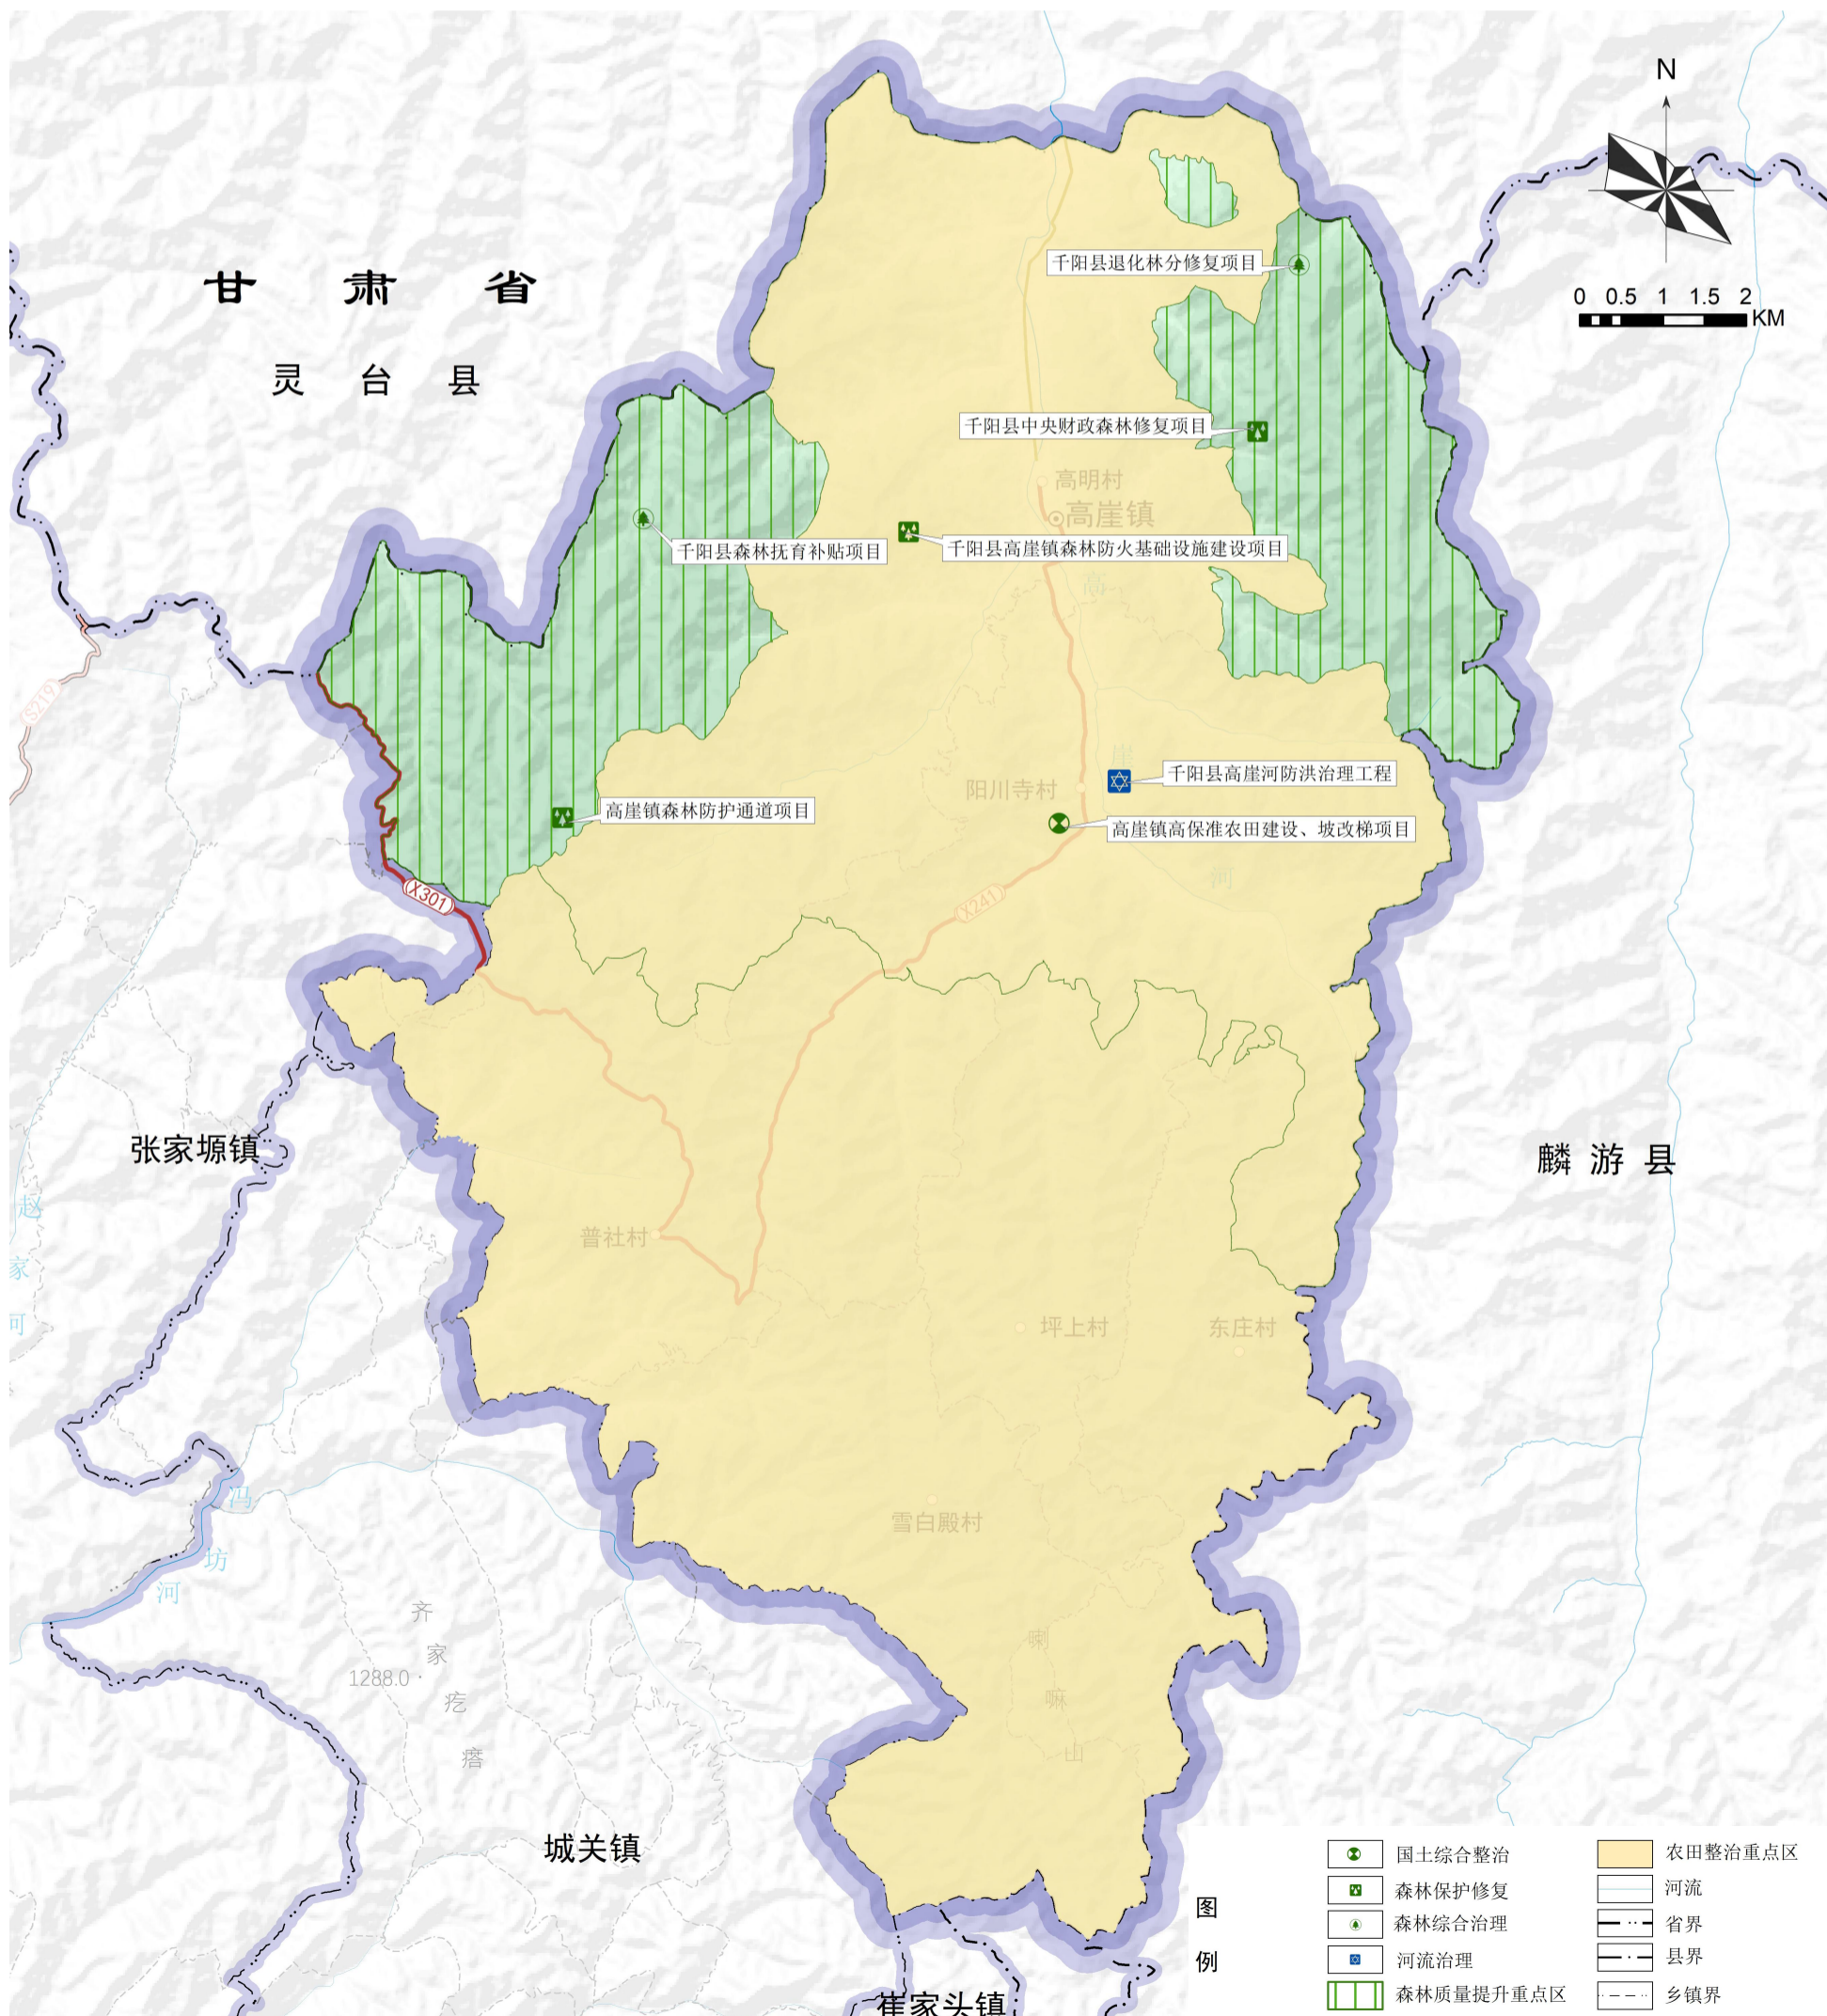 N
0 0.5 1 1.5 2
KM
甘肃省
灵台县
千阳县退化林分修复项目
千阳县中央财政森林修复项目
高明村
高崖镇
千阳县森林抚育补贴项目
千阳县高崖镇森林防火基础设施建设项目
高
崖
河
S219
千阳县高崖河防洪治理工程
阳川寺村
高崖镇森林防护通道项目
高崖镇高保准农田建设、坡改梯项目
X301
X241
张家塬镇
麟游县
赵
家
河
普社村
坪上村
东庄村
冯
坊
河
雪白殿村
齐
家
疙
瘩
1288.0
喇
嘛
山
城关镇
崔家头镇
图
例
国土综合整治
森林保护修复
森林综合治理
河流治理
森林质量提升重点区
农田整治重点区
河流
省界
县界
乡镇界